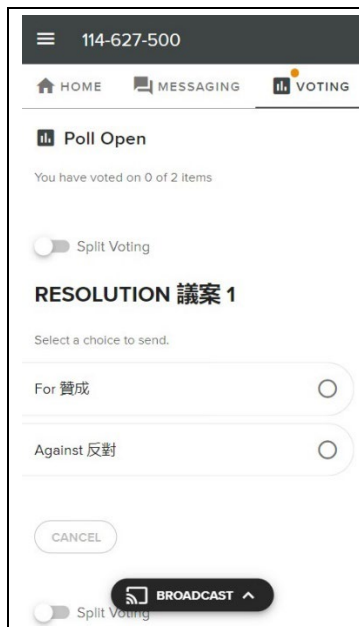 114-627-500
HOME MESSAGING VOTING
Poll Open
You have voted on 0 of 2 items
Split Voting
RESOLUTION 議案 1
Select a choice to send.
For 贊成
Against 反對
CANCEL
BROADCAST
Split Voting